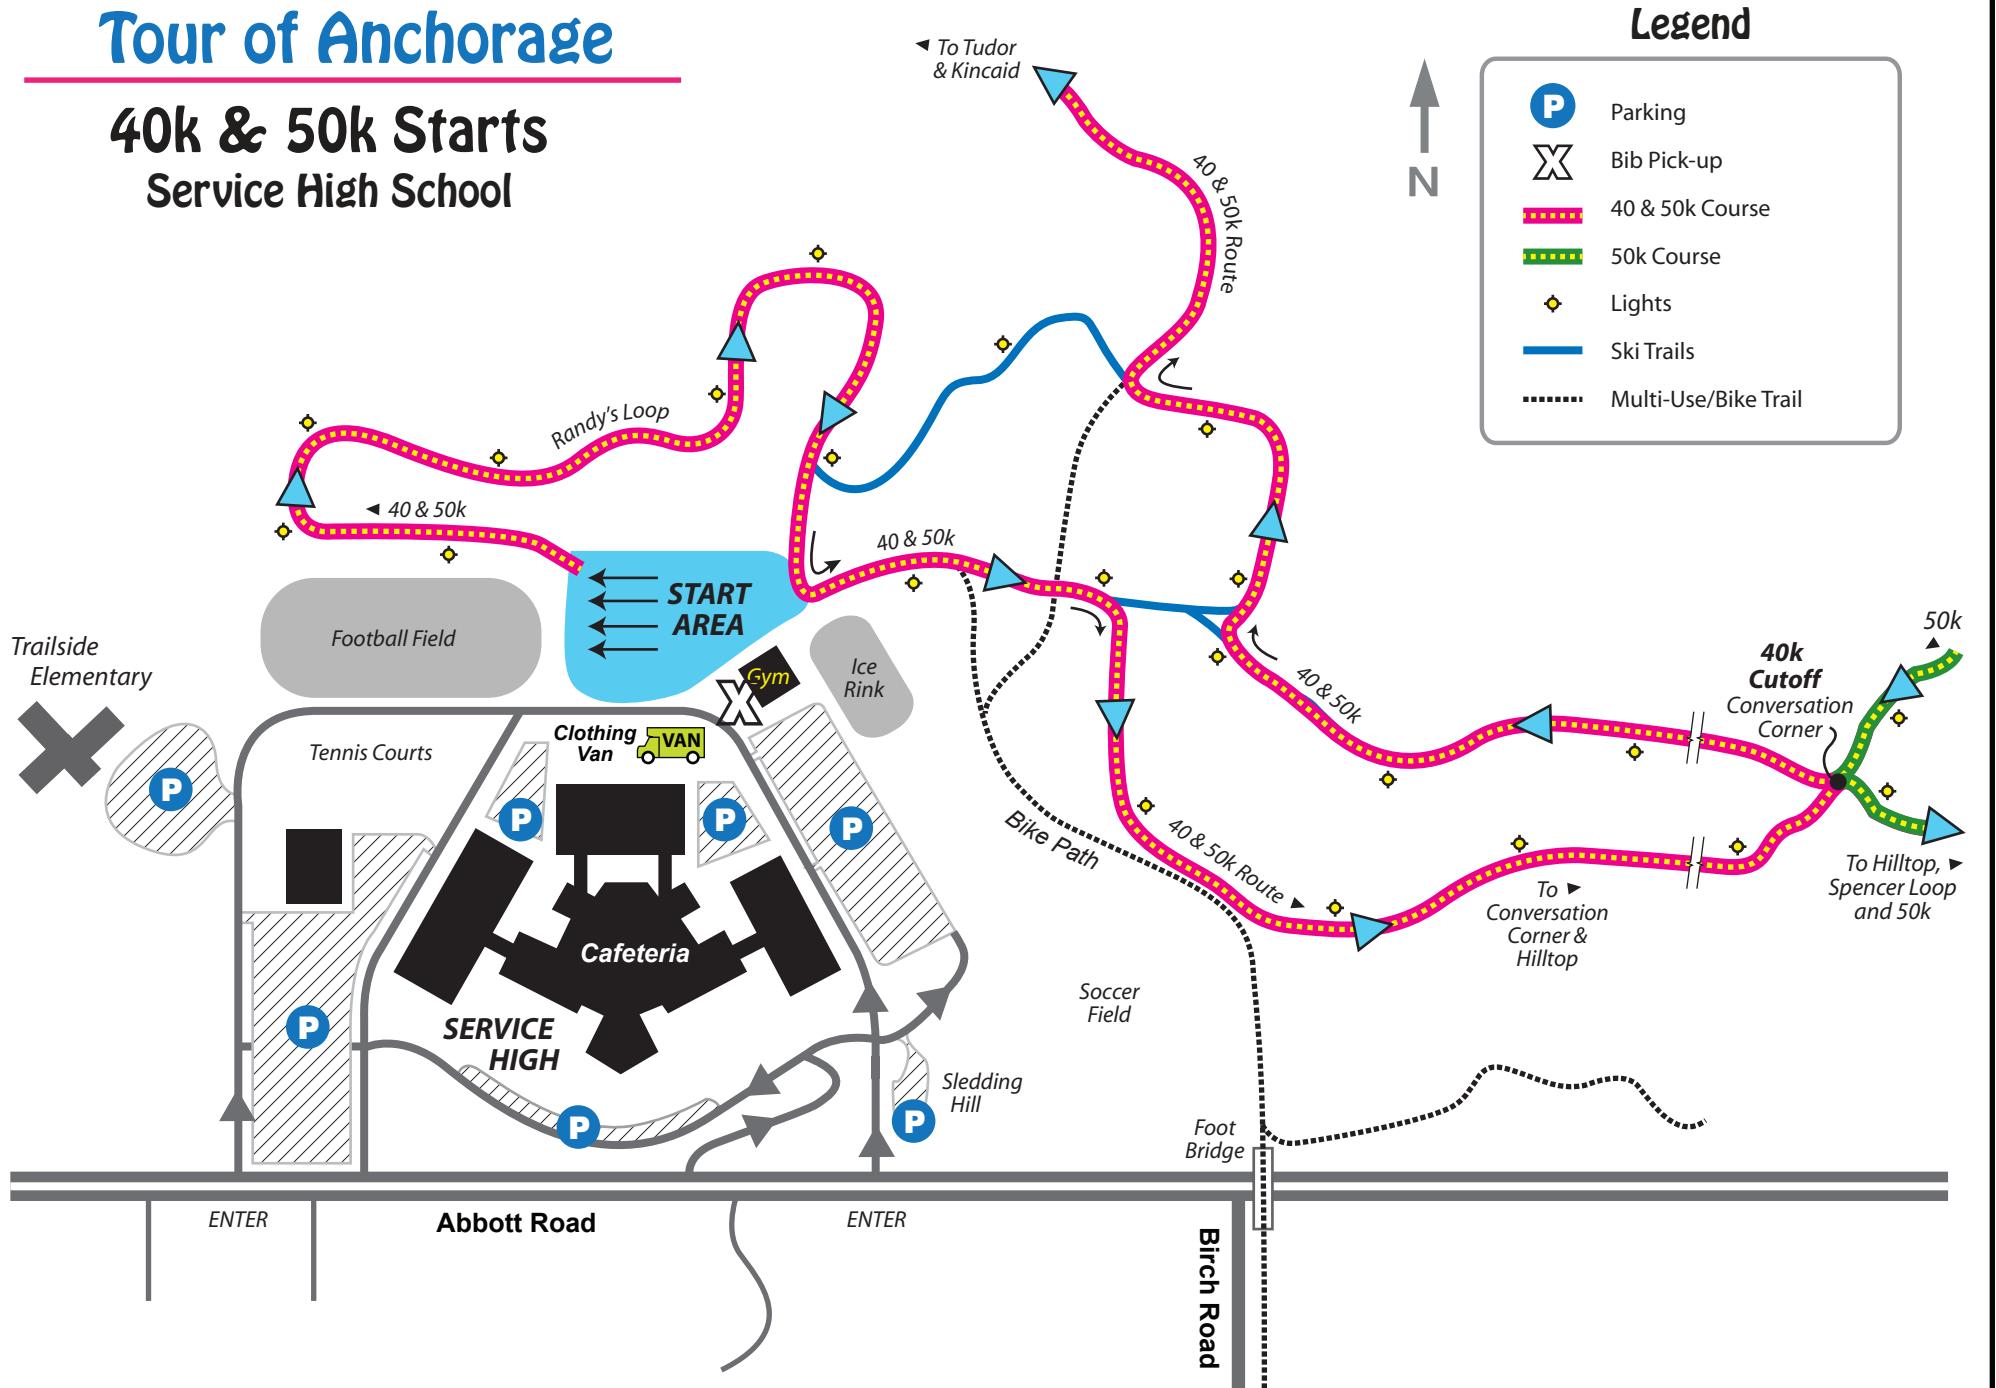 Tour of Anchorage
40k & 50k Starts
Service High School
To Tudor
& Kincaid
N
Legend
P
Parking
X
Bib Pick-up
40 & 50k Course
50k Course
Lights
Ski Trails
Multi-Use/Bike Trail
40 & 50k Route
Randy's Loop
40 & 50k
40 & 50k
START
AREA
Football Field
Trailside
Elementary
Gym
X
Ice
Rink
Clothing
Van
VAN
Tennis Courts
P
P
P
P
40 & 50k
50k
40k
Cutoff
Conversation
Corner
Bike Path
40 & 50k Route
To
Conversation
Corner &
Hilltop
To Hilltop,
Spencer Loop
and 50k
Cafeteria
SERVICE
HIGH
P
P
P
Sledding
Hill
Soccer
Field
Foot
Bridge
ENTER
Abbott Road
ENTER
Birch Road